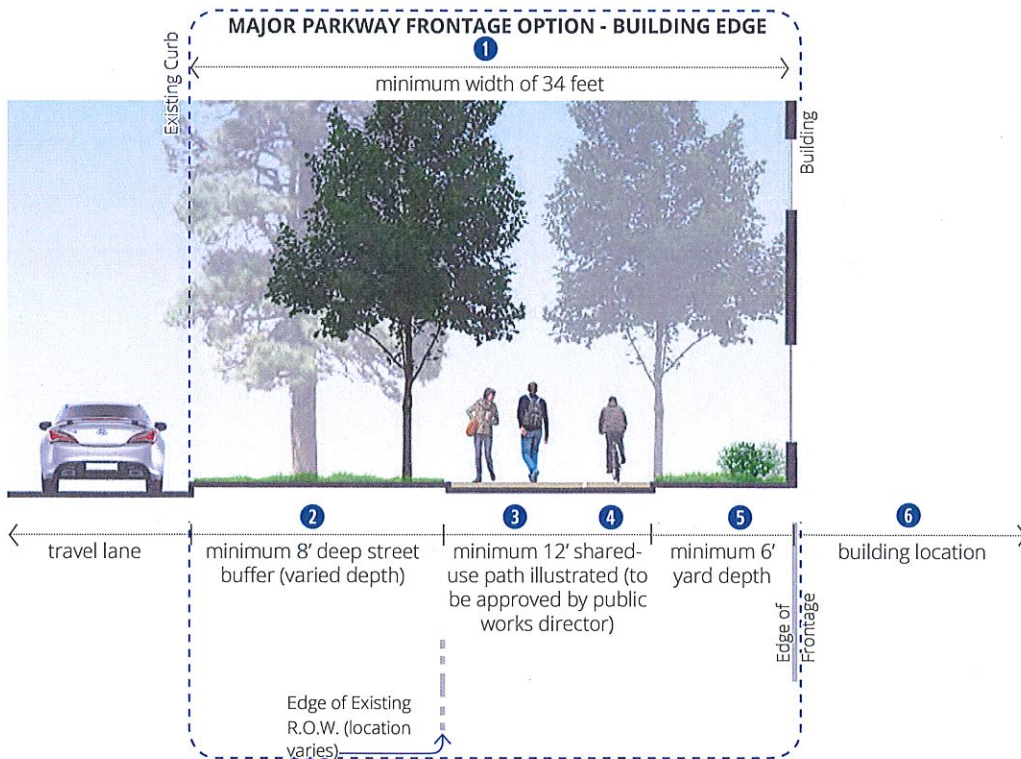 MAJOR PARKWAY FRONTAGE OPTION - BUILDING EDGE
1
minimum width of 34 feet
Existing Curb
Building
2
3
4
5
6
travel lane
minimum 8' deep street
buffer (varied depth)
minimum 12' shared-
use path illustrated (to
be approved by public
works director)
minimum 6'
yard depth
building location
Edge of
Frontage
Edge of Existing
R.O.W. (location
varies)